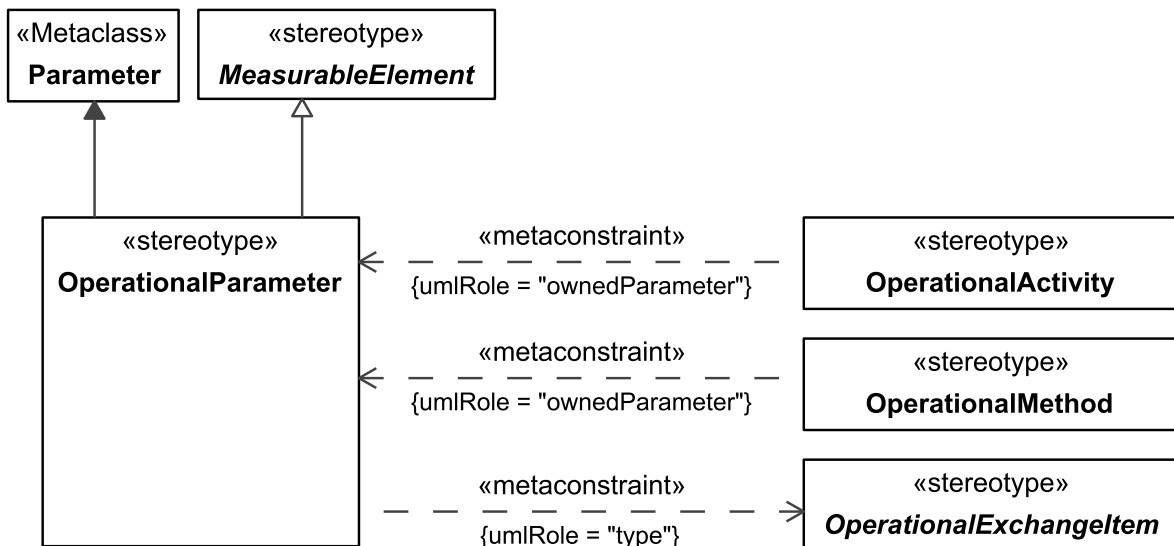 «Metaclass»
Parameter
«stereotype»
MeasurableElement
«stereotype»
OperationalParameter
«metaconstraint»
{umlRole = "ownedParameter"}
«stereotype»
OperationalActivity
«metaconstraint»
{umlRole = "ownedParameter"}
«stereotype»
OperationalMethod
«metaconstraint»
{umlRole = "type"}
«stereotype»
OperationalExchangeItem